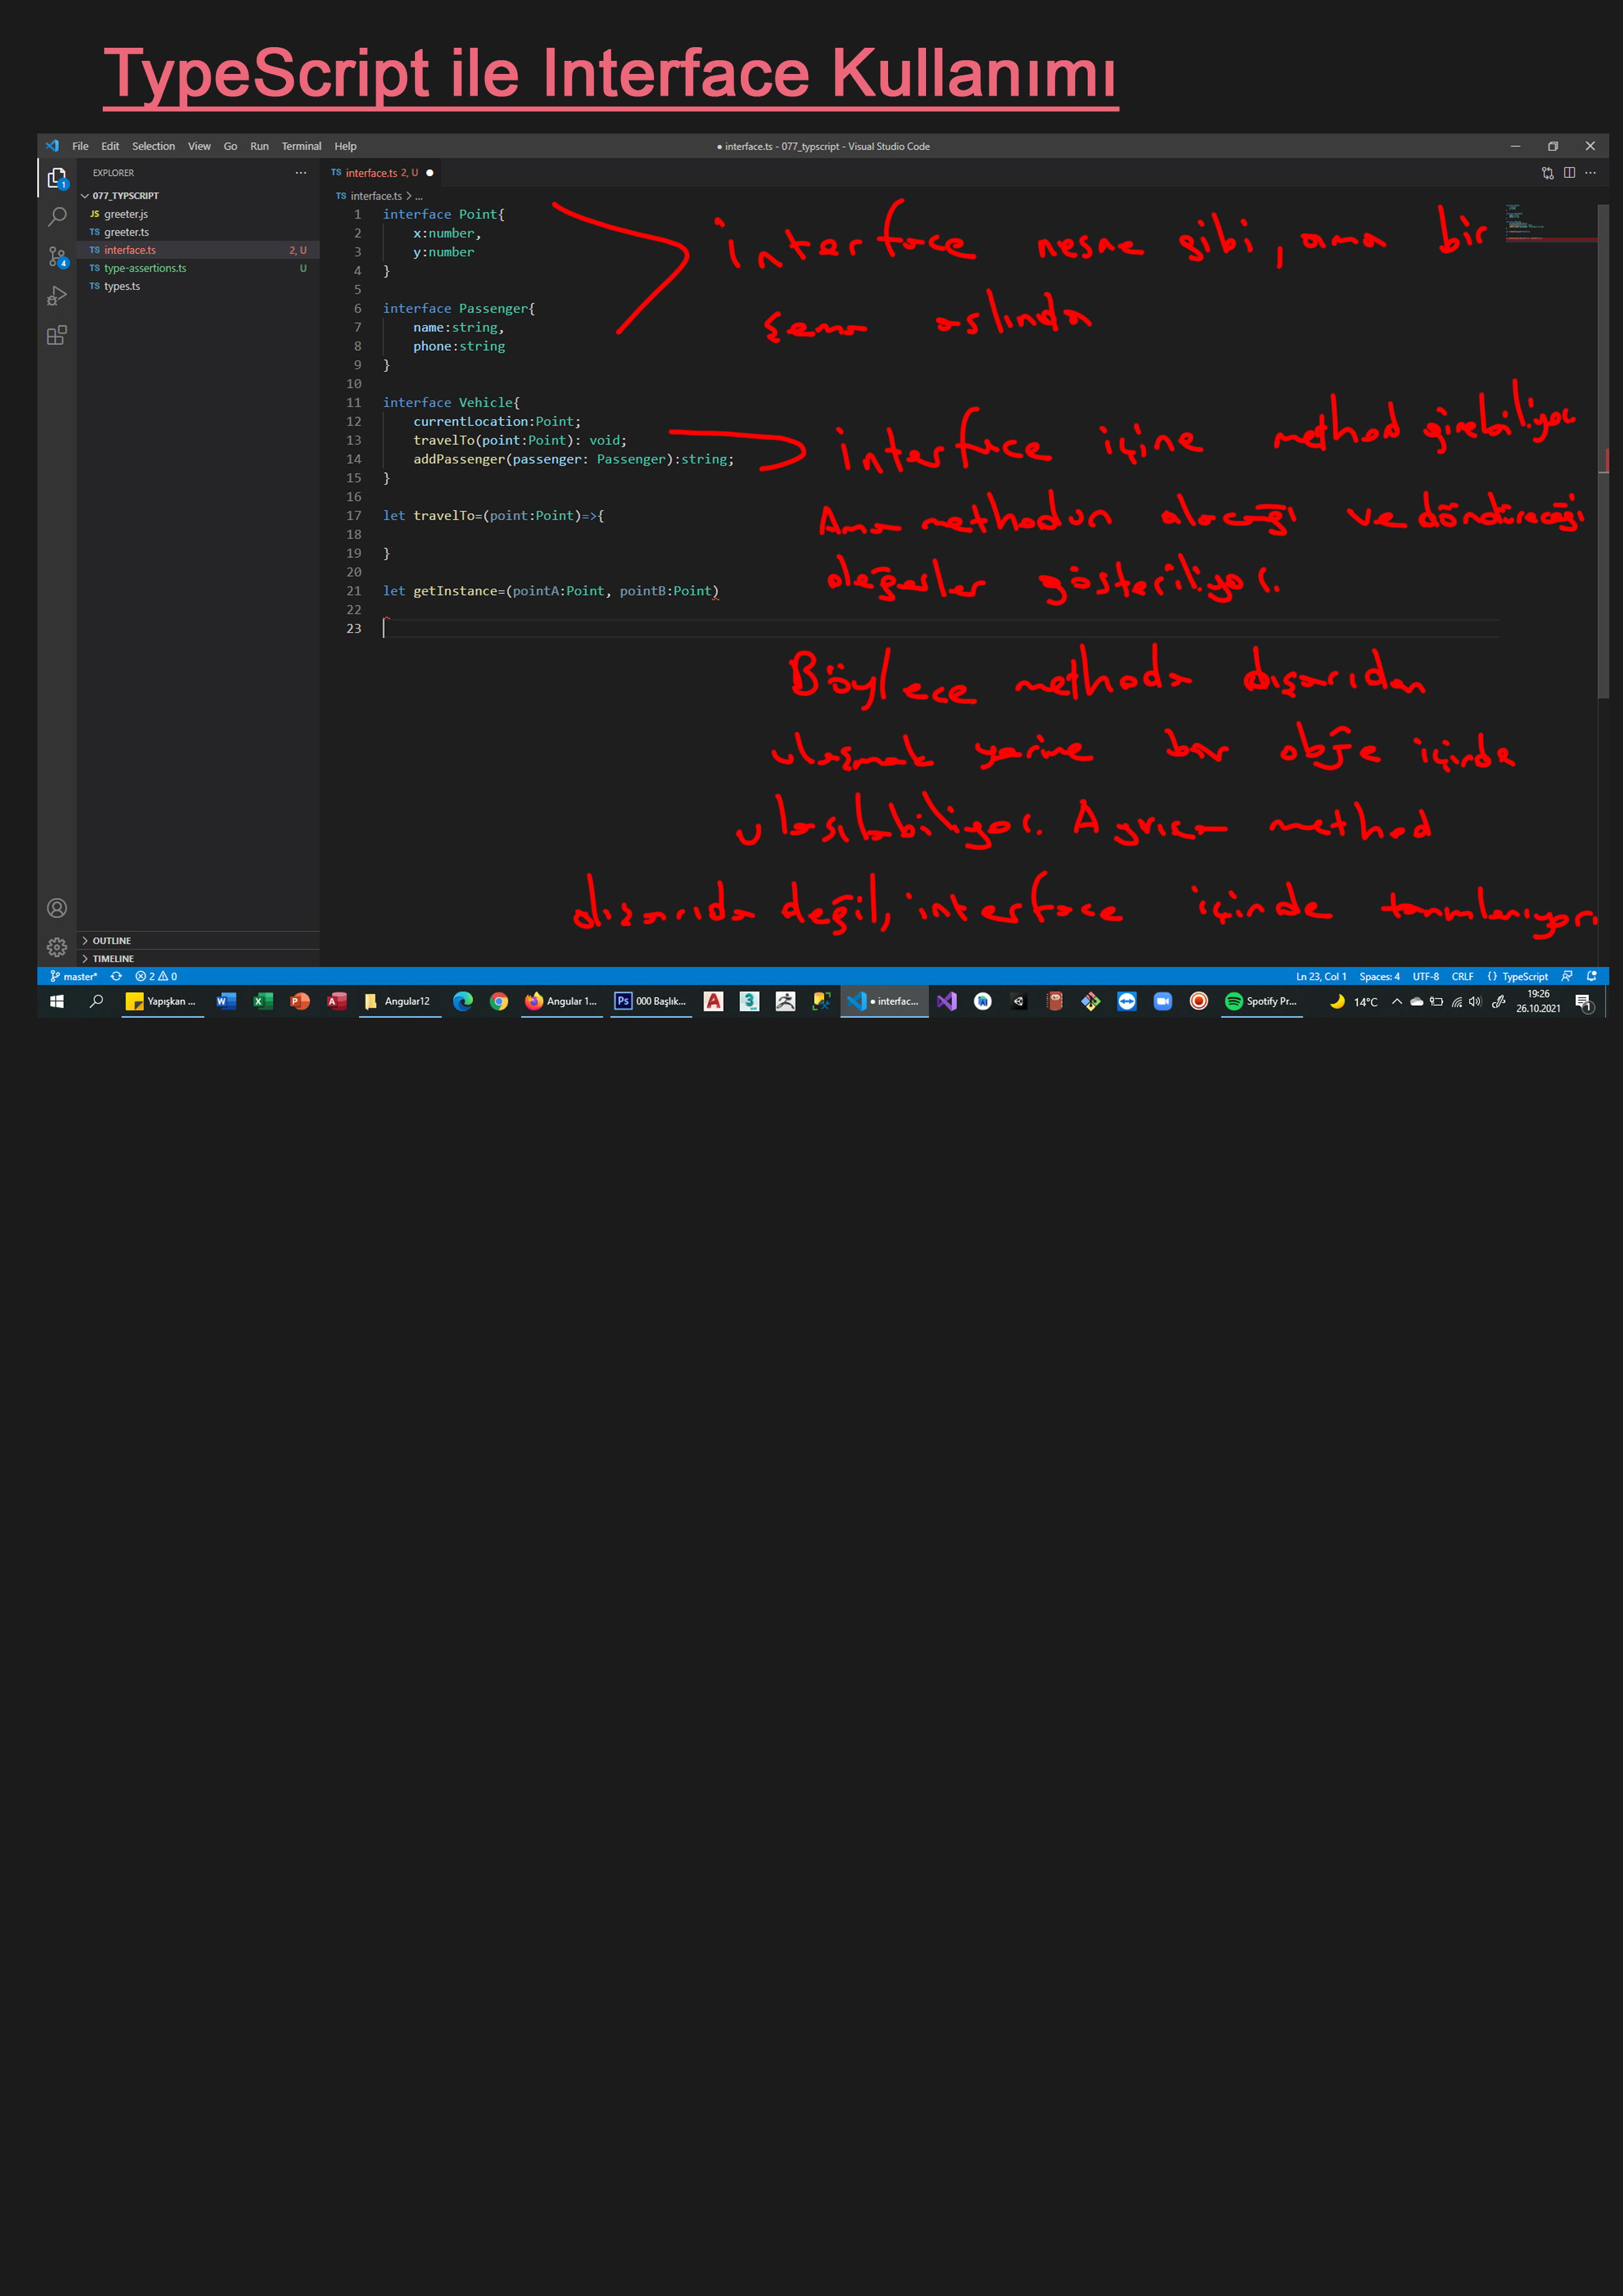 TypeScript ile Interface Kullanımı
File Edit Selection View Go Run Terminal Help
● interface.ts - 077_typscript - Visual Studio Code
EXPLORER ···
TS interface.ts 2, U ●
077_TYPSCRIPT
TS interface.ts > ...
JS greeter.js
TS greeter.ts
TS interface.ts 2, U
TS type-assertions.ts U
TS types.ts
1
4
1 interface Point{
2 x:number,
3 y:number
4 }
5
6 interface Passenger{
7 name:string,
8 phone:string
9 }
10
11 interface Vehicle{
12 currentLocation:Point;
13 travelTo(point:Point): void;
14 addPassenger(passenger: Passenger):string;
15 }
16
17 let travelTo=(point:Point)=>{
18
19 }
20
21 let getInstance=(pointA:Point, pointB:Point)
22
23
interface nesne gibi, ama bir
şema aslında
interface içine method girebiliyor
Ama methodun alacağı ve döndüreceği
değerler gösteriliyor.
Böylece methoda dışarıdan
ulaşmak yerine bir obje içinde
ulaşılabiliyor. Ayrıca method
dışarıda değil, interface içinde tanımlanıyor.
OUTLINE
TIMELINE
master* 2 0 Ln 23, Col 1 Spaces: 4 UTF-8 CRLF {} TypeScript
Yapışkan ... Angular12 Angular 1... Ps 000 Başlık... ● interfac... Spotify Pr... 14°C 19:26
26.10.2021 1